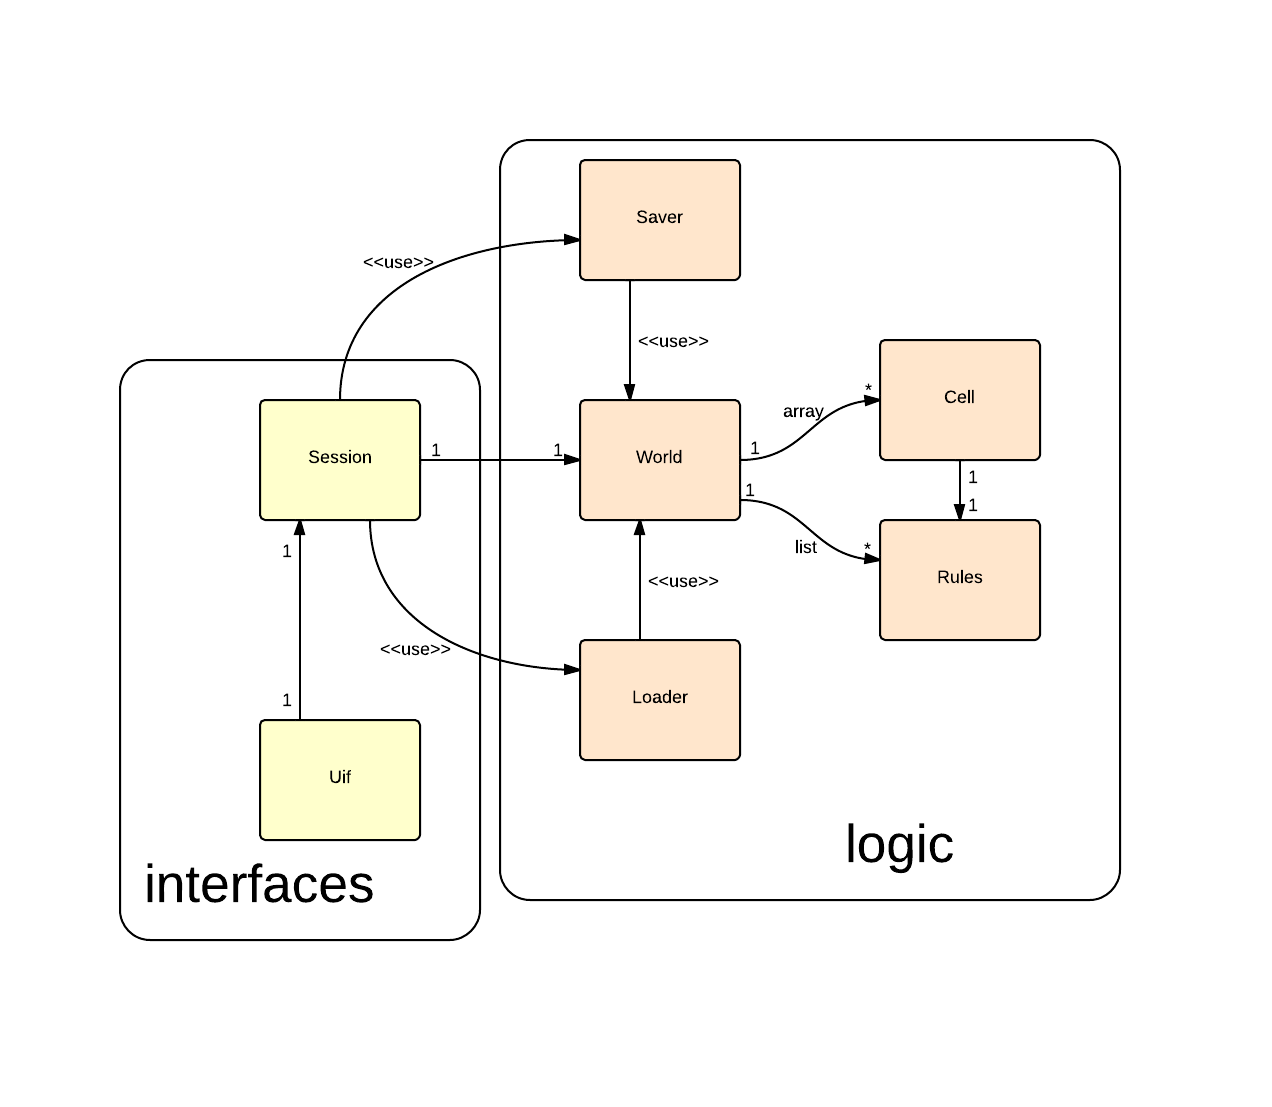 Saver
<<use>>
<<use>>
Cell
*
array
Session
1
1
World
1
1
list
*
1
1
Rules
1
<<use>>
<<use>>
Loader
1
Uif
logic
interfaces